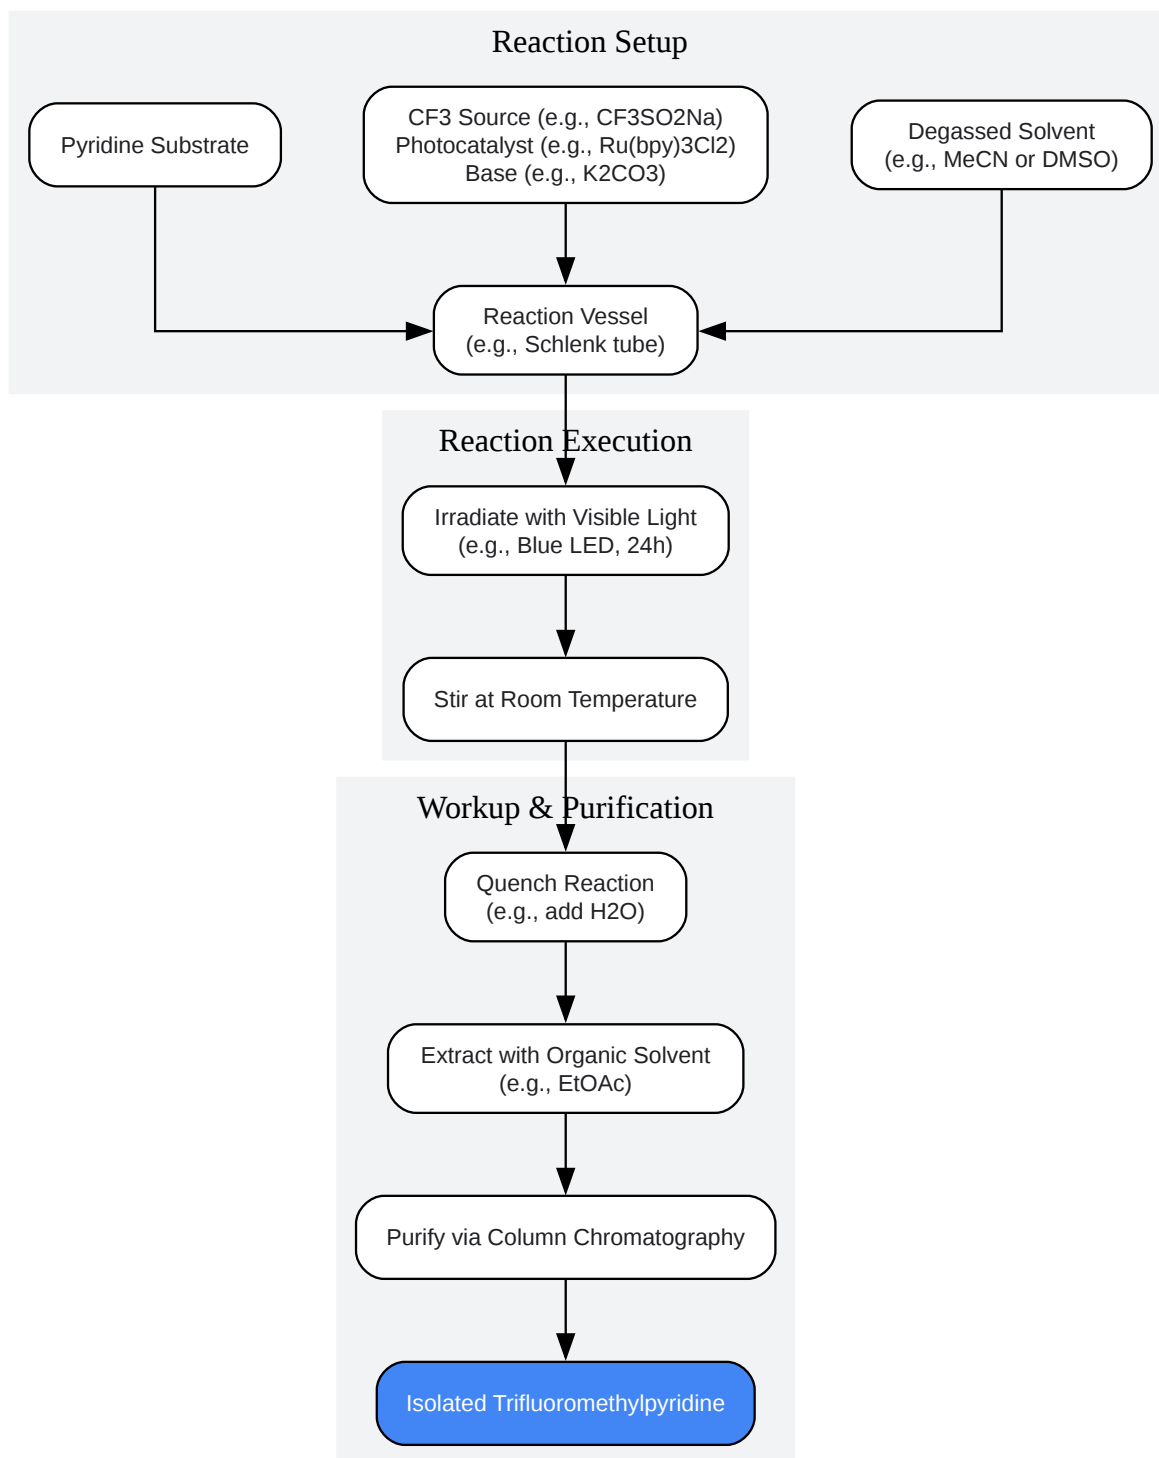 Reaction Setup
Pyridine Substrate
CF3 Source (e.g., CF3SO2Na)
Photocatalyst (e.g., Ru(bpy)3Cl2)
Base (e.g., K2CO3)
Degassed Solvent
(e.g., MeCN or DMSO)
Reaction Vessel
(e.g., Schlenk tube)
Reaction Execution
Irradiate with Visible Light
(e.g., Blue LED, 24h)
Stir at Room Temperature
Workup & Purification
Quench Reaction
(e.g., add H2O)
Extract with Organic Solvent
(e.g., EtOAc)
Purify via Column Chromatography
Isolated Trifluoromethylpyridine